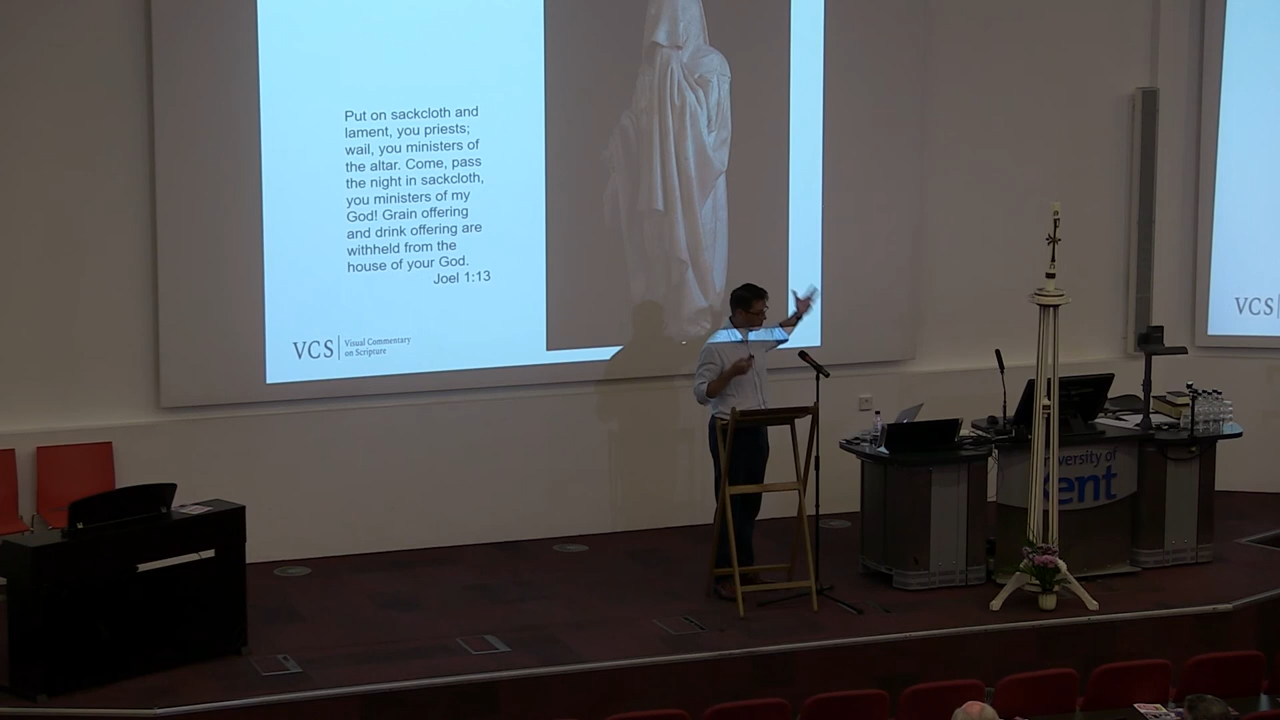 Put on sackcloth and
lament, you priests;
wail, you ministers of
the altar. Come, pass
the night in sackcloth,
you ministers of my
God! Grain offering
and drink offering are
withheld from the
house of your God.
Joel 1:13
VCS
Visual Commentary
on Scripture
VCS
versity of
ent